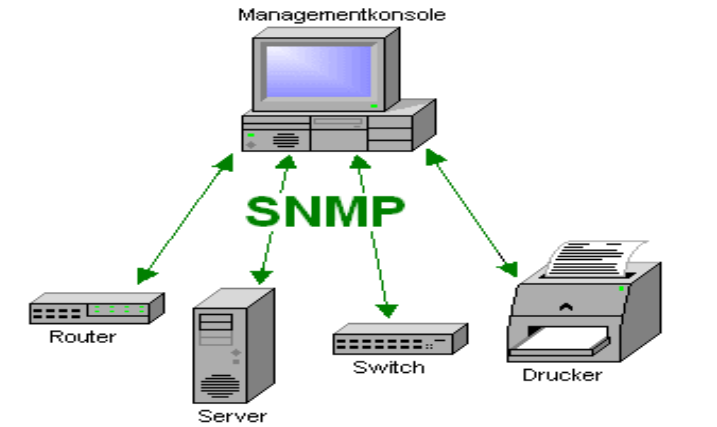 Managementkonsole
SNMP
Router
Server
Switch
Drucker